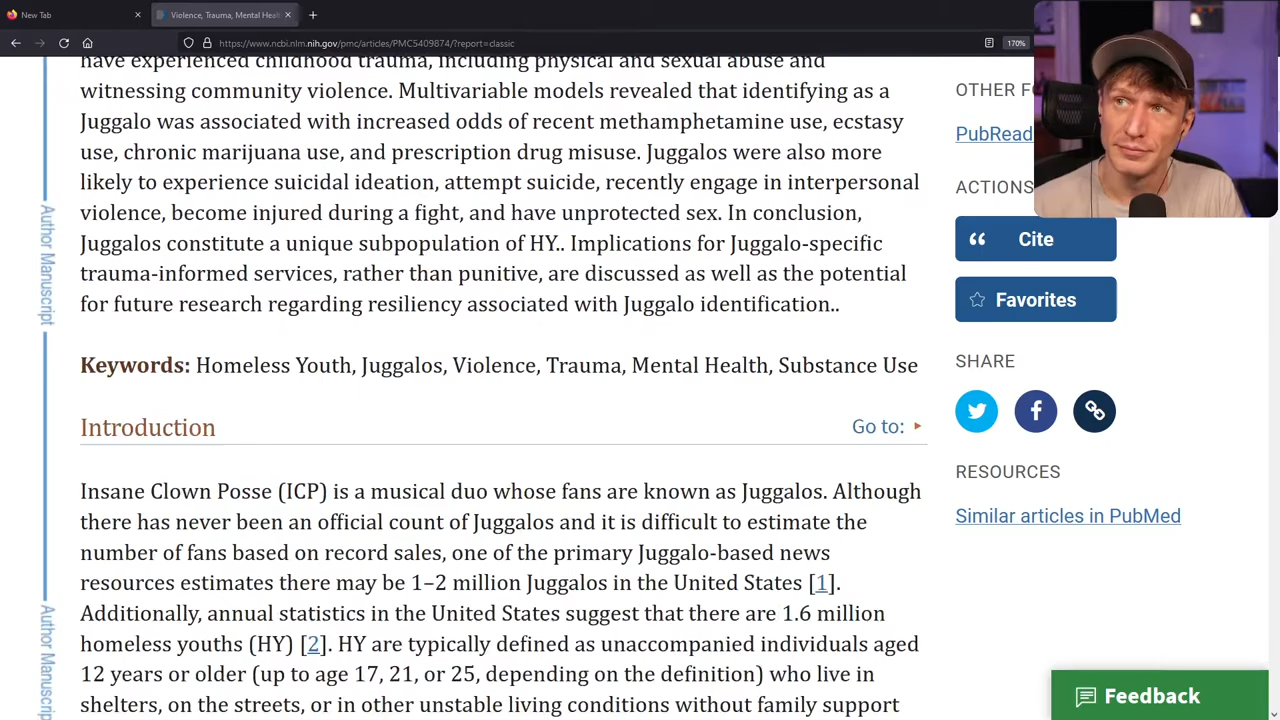 New Tab
Violence, Trauma, Mental Heal
https://www.ncbi.nlm.nih.gov/pmc/articles/PMC5409874/?report=classic
170%
have experienced childhood trauma, including physical and sexual abuse and
witnessing community violence. Multivariable models revealed that identifying as a
Juggalo was associated with increased odds of recent methamphetamine use, ecstasy
use, chronic marijuana use, and prescription drug misuse. Juggalos were also more
likely to experience suicidal ideation, attempt suicide, recently engage in interpersonal
violence, become injured during a fight, and have unprotected sex. In conclusion,
Juggalos constitute a unique subpopulation of HY.. Implications for Juggalo-specific
trauma-informed services, rather than punitive, are discussed as well as the potential
for future research regarding resiliency associated with Juggalo identification..
Keywords: Homeless Youth, Juggalos, Violence, Trauma, Mental Health, Substance Use
Introduction
Go to:
Insane Clown Posse (ICP) is a musical duo whose fans are known as Juggalos. Although
there has never been an official count of Juggalos and it is difficult to estimate the
number of fans based on record sales, one of the primary Juggalo-based news
resources estimates there may be 1–2 million Juggalos in the United States [1].
Additionally, annual statistics in the United States suggest that there are 1.6 million
homeless youths (HY) [2]. HY are typically defined as unaccompanied individuals aged
12 years or older (up to age 17, 21, or 25, depending on the definition) who live in
shelters, on the streets, or in other unstable living conditions without family support
Author Manuscript
Author Manuscript
OTHER FO
PubRead
ACTIONS
Cite
Favorites
SHARE
RESOURCES
Similar articles in PubMed
Feedback